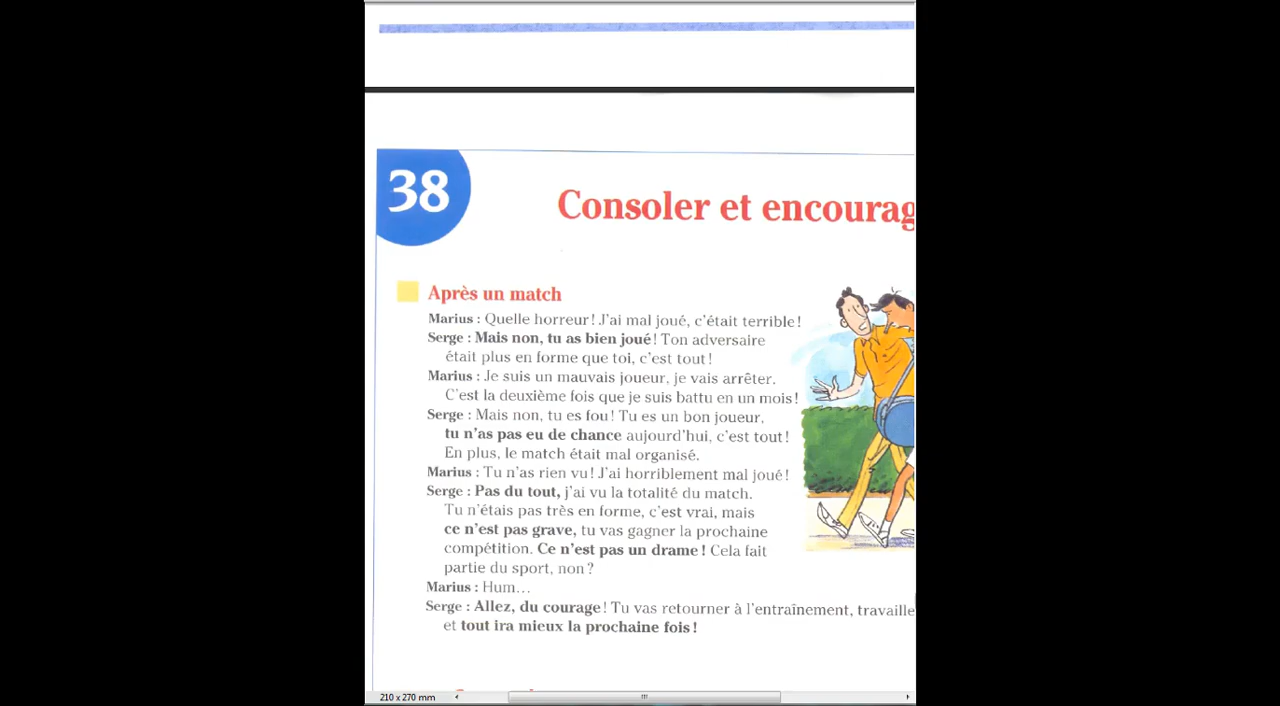 38
Consoler et encourag
Après un match
Marius : Quelle horreur ! J'ai mal joué, c'était terrible !
Serge : Mais non, tu as bien joué ! Ton adversaire
était plus en forme que toi, c'est tout !
Marius : Je suis un mauvais joueur, je vais arrêter.
C'est la deuxième fois que je suis battu en un mois !
Serge : Mais non, tu es fou ! Tu es un bon joueur,
tu n'as pas eu de chance aujourd'hui, c'est tout !
En plus, le match était mal organisé.
Marius : Tu n'as rien vu ! J'ai horriblement mal joué !
Serge : Pas du tout, j'ai vu la totalité du match.
Tu n'étais pas très en forme, c'est vrai, mais
ce n'est pas grave, tu vas gagner la prochaine
compétition. Ce n'est pas un drame ! Cela fait
partie du sport, non ?
Marius : Hum...
Serge : Allez, du courage ! Tu vas retourner à l'entraînement, travaille
et tout ira mieux la prochaine fois !
210 x 270 mm